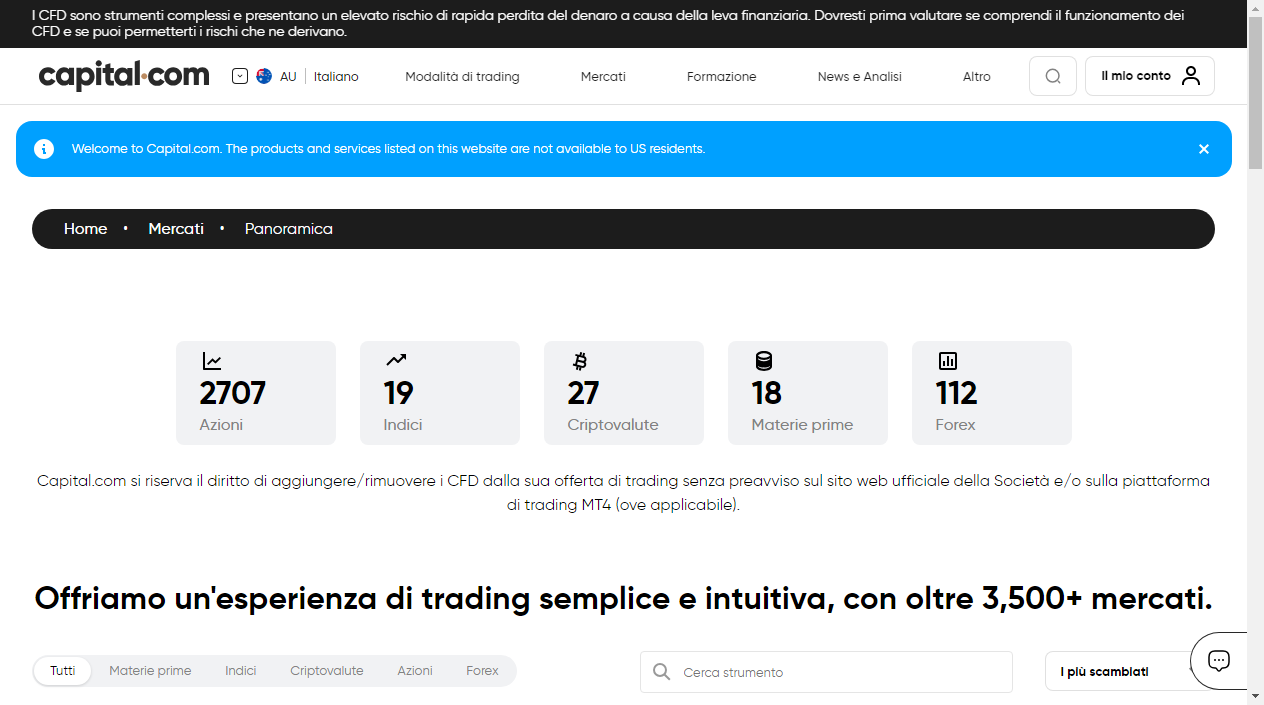 I CFD sono strumenti complessi e presentano un elevato rischio di rapida perdita del denaro a causa della leva finanziaria. Dovresti prima valutare se comprendi il funzionamento dei
CFD e se puoi permetterti i rischi che ne derivano.
capital.com AU Italiano Modalità di trading Mercati Formazione News e Analisi Altro Il mio conto
Welcome to Capital.com. The products and services listed on this website are not available to US residents.
Home • Mercati • Panoramica
2707 19 27 18 112
Azioni Indici Criptovalute Materie prime Forex
Capital.com si riserva il diritto di aggiungere/rimuovere i CFD dalla sua offerta di trading senza preavviso sul sito web ufficiale della Società e/o sulla piattaforma
di trading MT4 (ove applicabile).
Offriamo un'esperienza di trading semplice e intuitiva, con oltre 3,500+ mercati.
Tutti Materie prime Indici Criptovalute Azioni Forex Cerca strumento I più scambiati